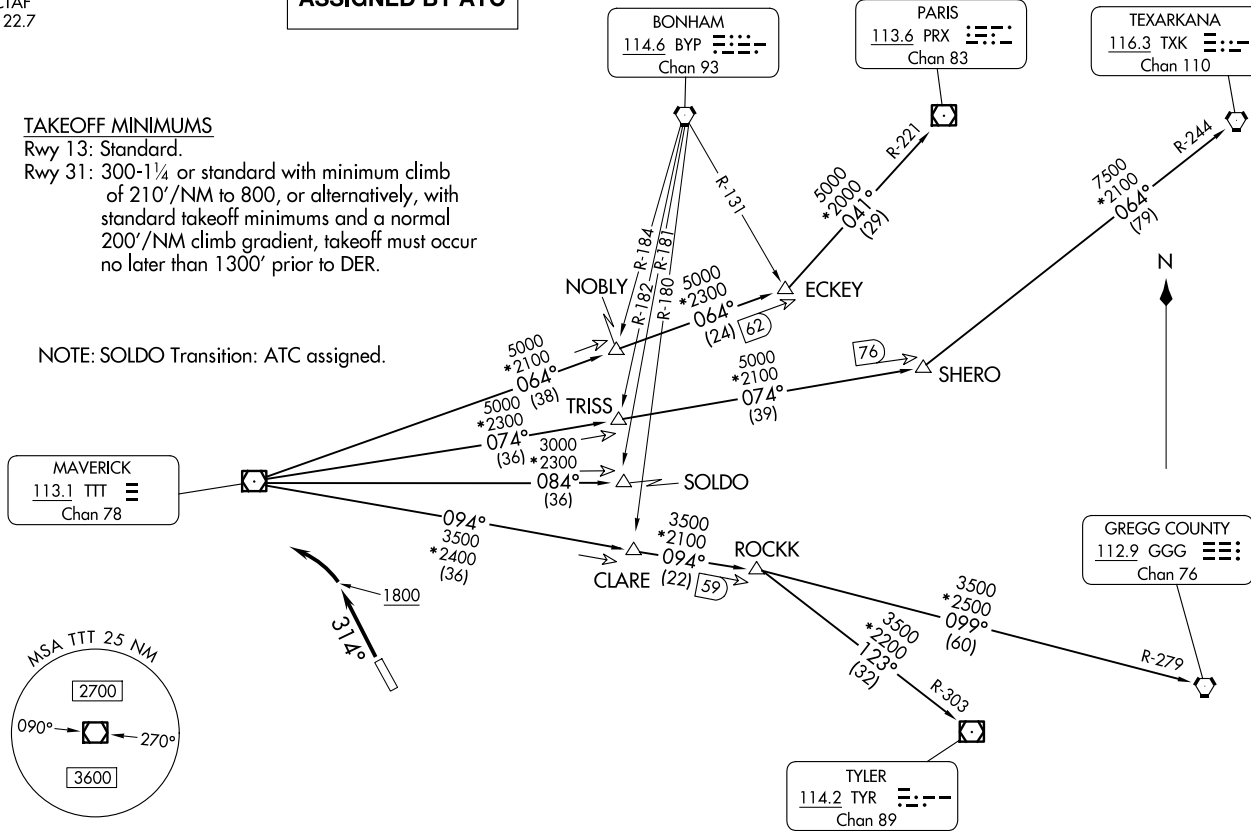 22.7
ASSIGNED BY ATC
BONHAM
114.6 BYP
Chan 93
PARIS
113.6 PRX
Chan 83
TEXARKANA
116.3 TXK
Chan 110
TAKEOFF MINIMUMS
Rwy 13: Standard.
Rwy 31: 300-1¼ or standard with minimum climb
of 210'/NM to 800, or alternatively, with
standard takeoff minimums and a normal
200'/NM climb gradient, takeoff must occur
no later than 1300' prior to DER.
NOTE: SOLDO Transition: ATC assigned.
R-221
R-244
R-131
5000
*2000
041°
(29)
7500
*2100
064°
(79)
N
R-184
R-181
R-182
R-180
NOBLY
5000
*2300
064°
(24)
62
ECKEY
5000
*2100
064°
(38)
76
SHERO
5000
*2100
074°
(39)
TRISS
5000
*2300
074°
(36)
3000
*2300
084°
(36)
SOLDO
MAVERICK
113.1 TTT
Chan 78
094°
3500
*2400
(36)
CLARE
3500
*2100
094°
(22)
59
ROCKK
GREGG COUNTY
112.9 GGG
Chan 76
1800
314°
3500
*2500
099°
(60)
R-279
3500
*2200
123°
(32)
R-303
MSA TTT 25 NM
2700
090°
270°
3600
TYLER
114.2 TYR
Chan 89